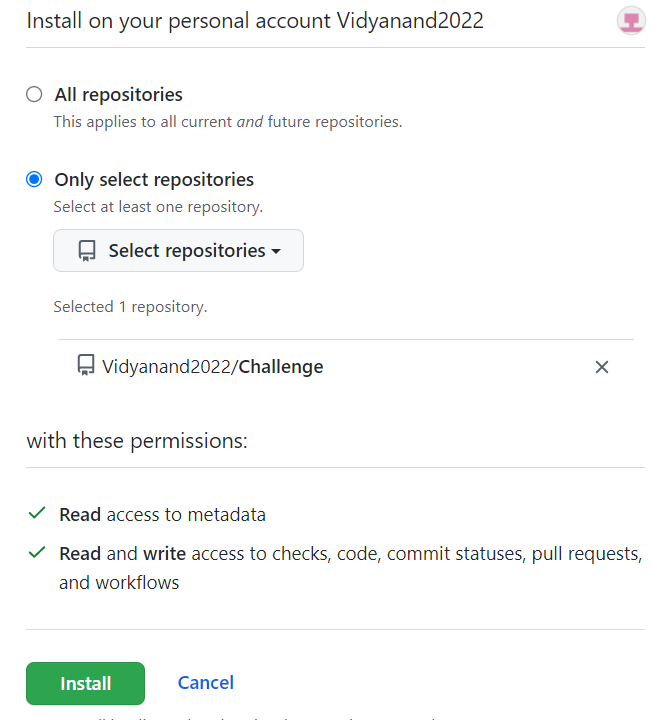 Install on your personal account Vidyanand2022
All repositories
This applies to all current and future repositories.
Only select repositories
Select at least one repository.
Select repositories
Selected 1 repository.
Vidyanand2022/Challenge
with these permissions:
Read access to metadata
Read and write access to checks, code, commit statuses, pull requests,
and workflows
Install Cancel